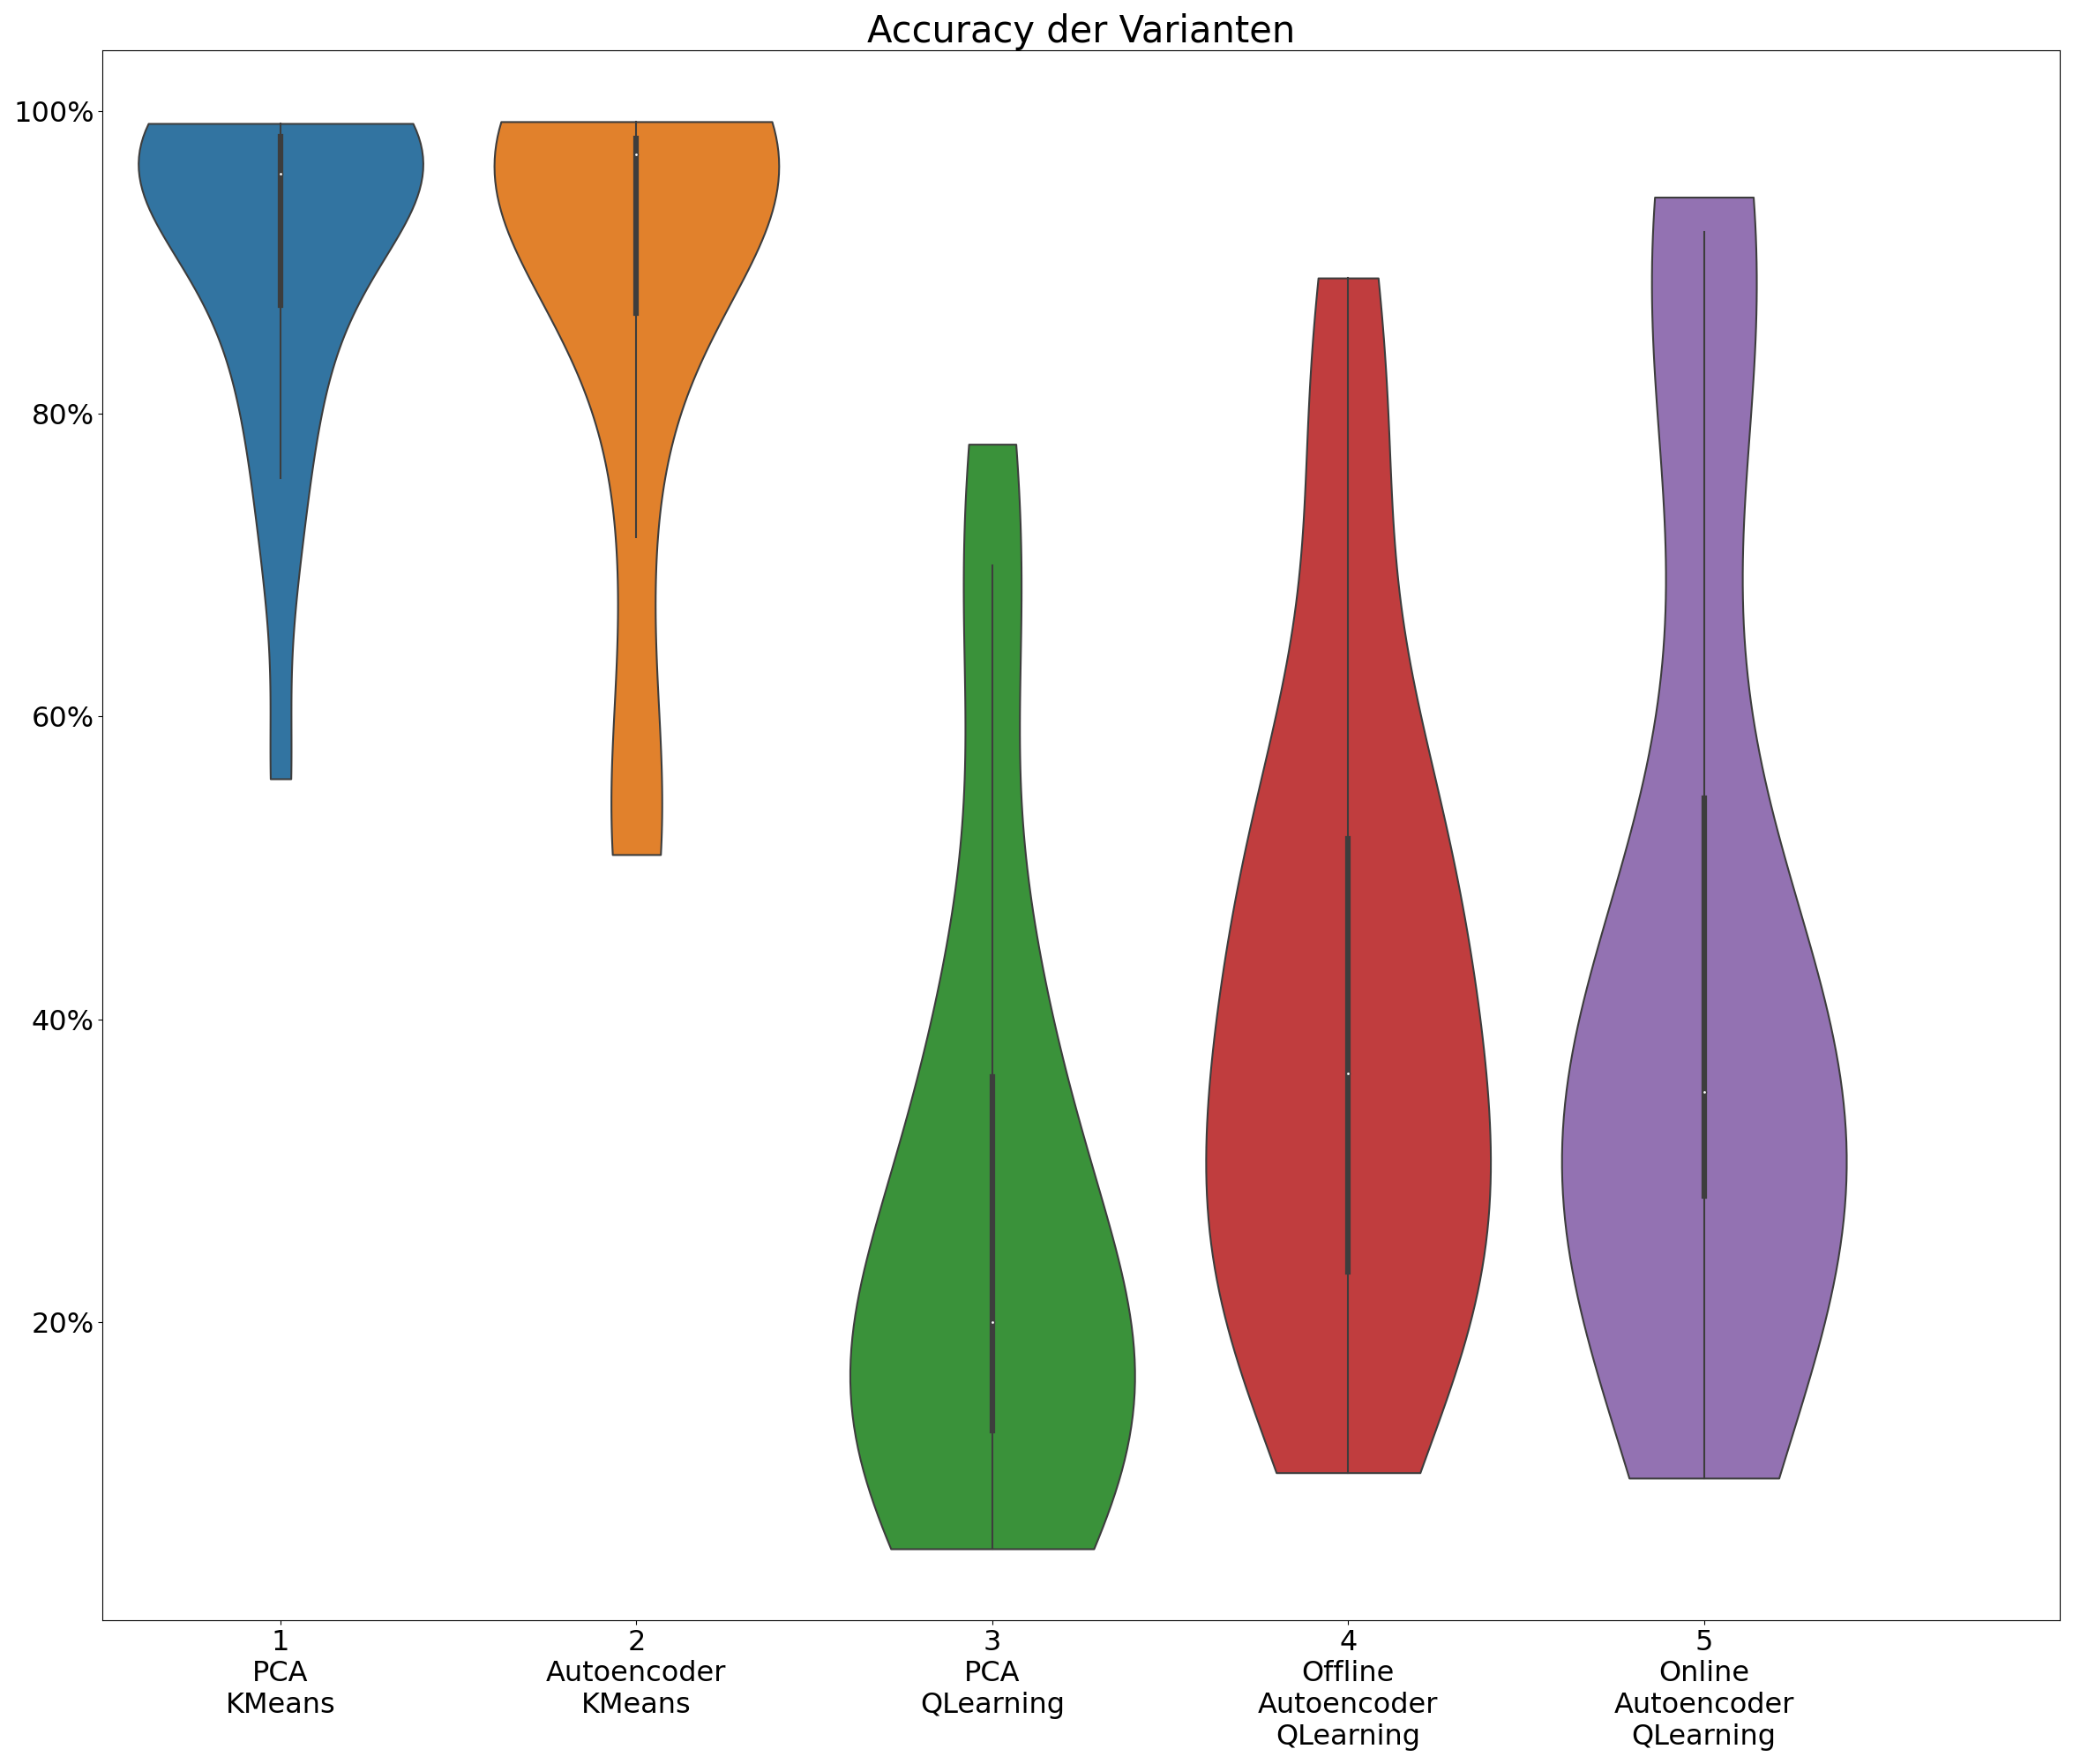 Accuracy der Varianten
100%
80%
60%
40%
20%
1
PCA
KMeans
2
Autoencoder
KMeans
3
PCA
QLearning
4
Offline
Autoencoder
QLearning
5
Online
Autoencoder
QLearning